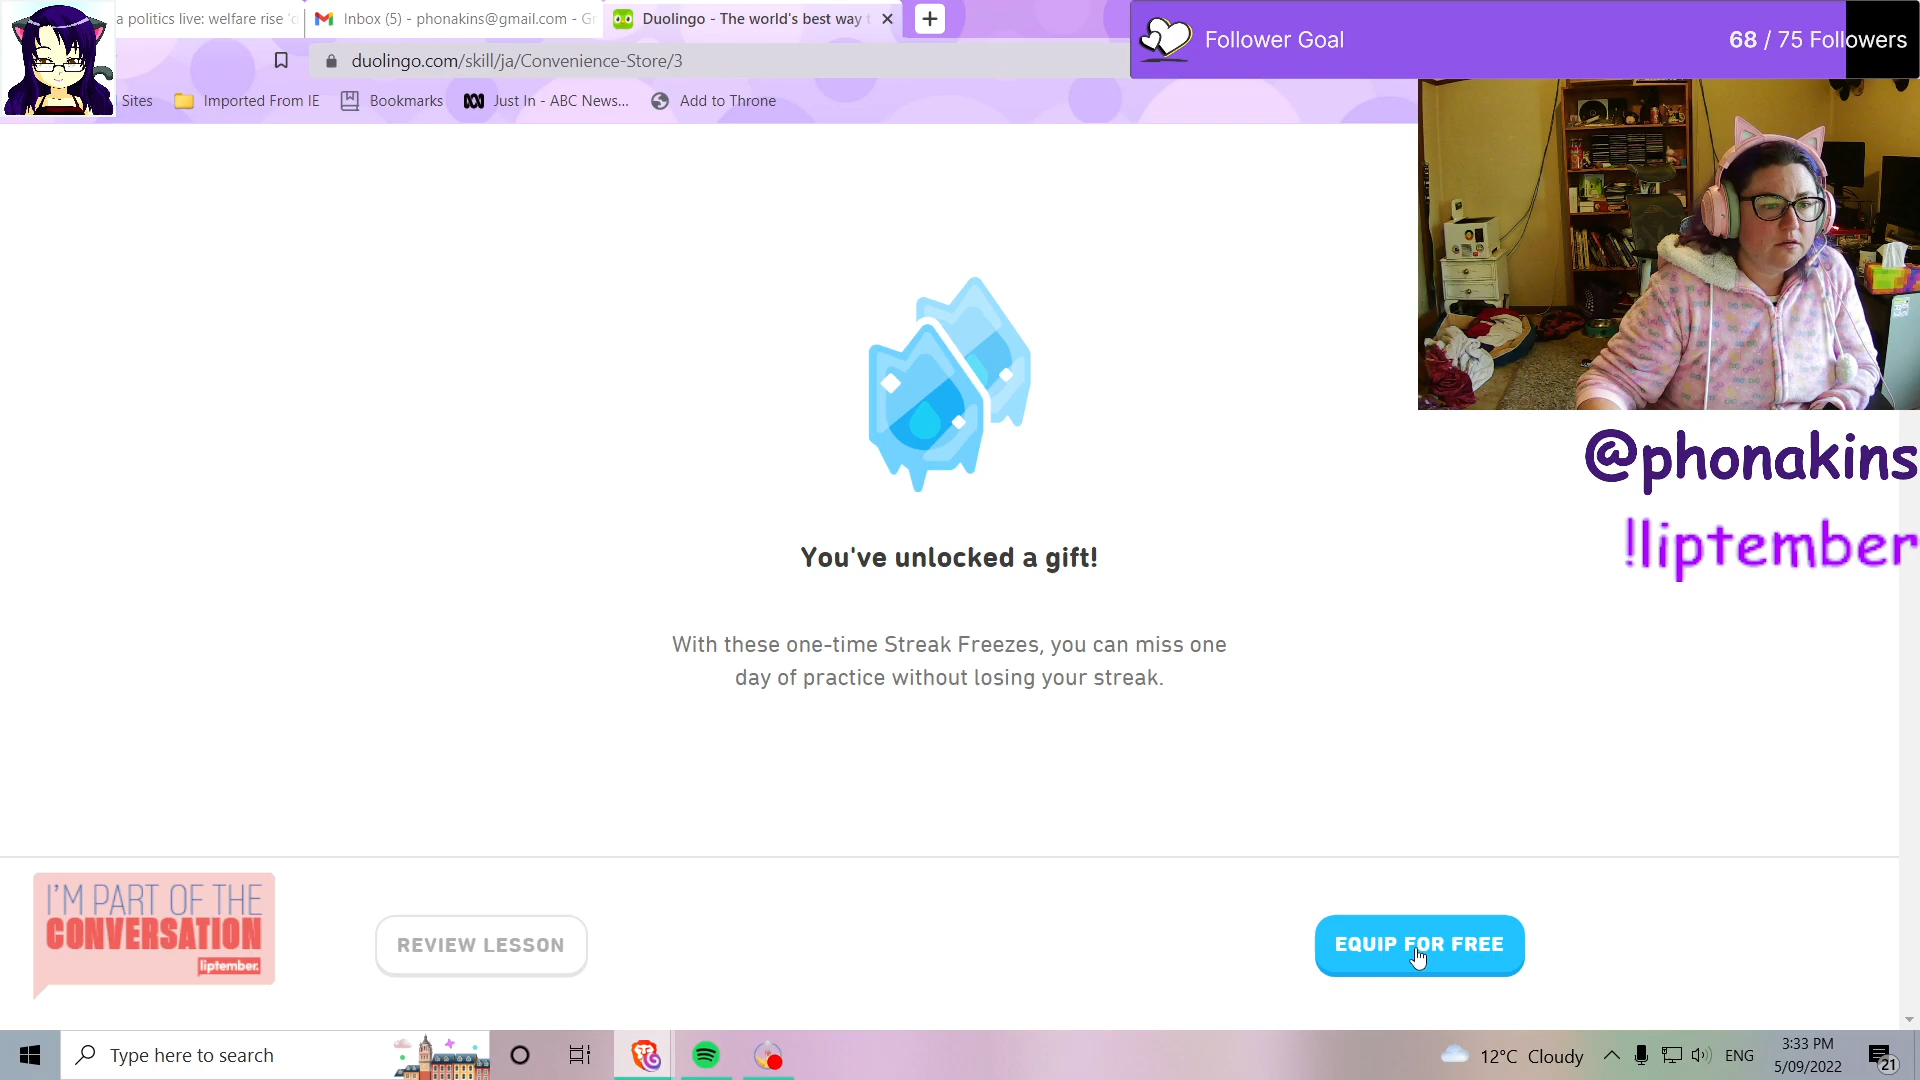 a politics live: welfare rise 'd
Inbox (5) - phonakins@gmail.com - Gr
Duolingo - The world's best way t
Follower Goal
68 / 75 Followers
duolingo.com/skill/ja/Convenience-Store/3
Sites
Imported From IE
Bookmarks
Just In - ABC News...
Add to Throne
@phonakins
!liptember
You've unlocked a gift!
With these one-time Streak Freezes, you can miss one
day of practice without losing your streak.
I'M PART OF THE
CONVERSATION
liptember.
REVIEW LESSON
EQUIP FOR FREE
Type here to search
12°C Cloudy
ENG
3:33 PM
5/09/2022
21